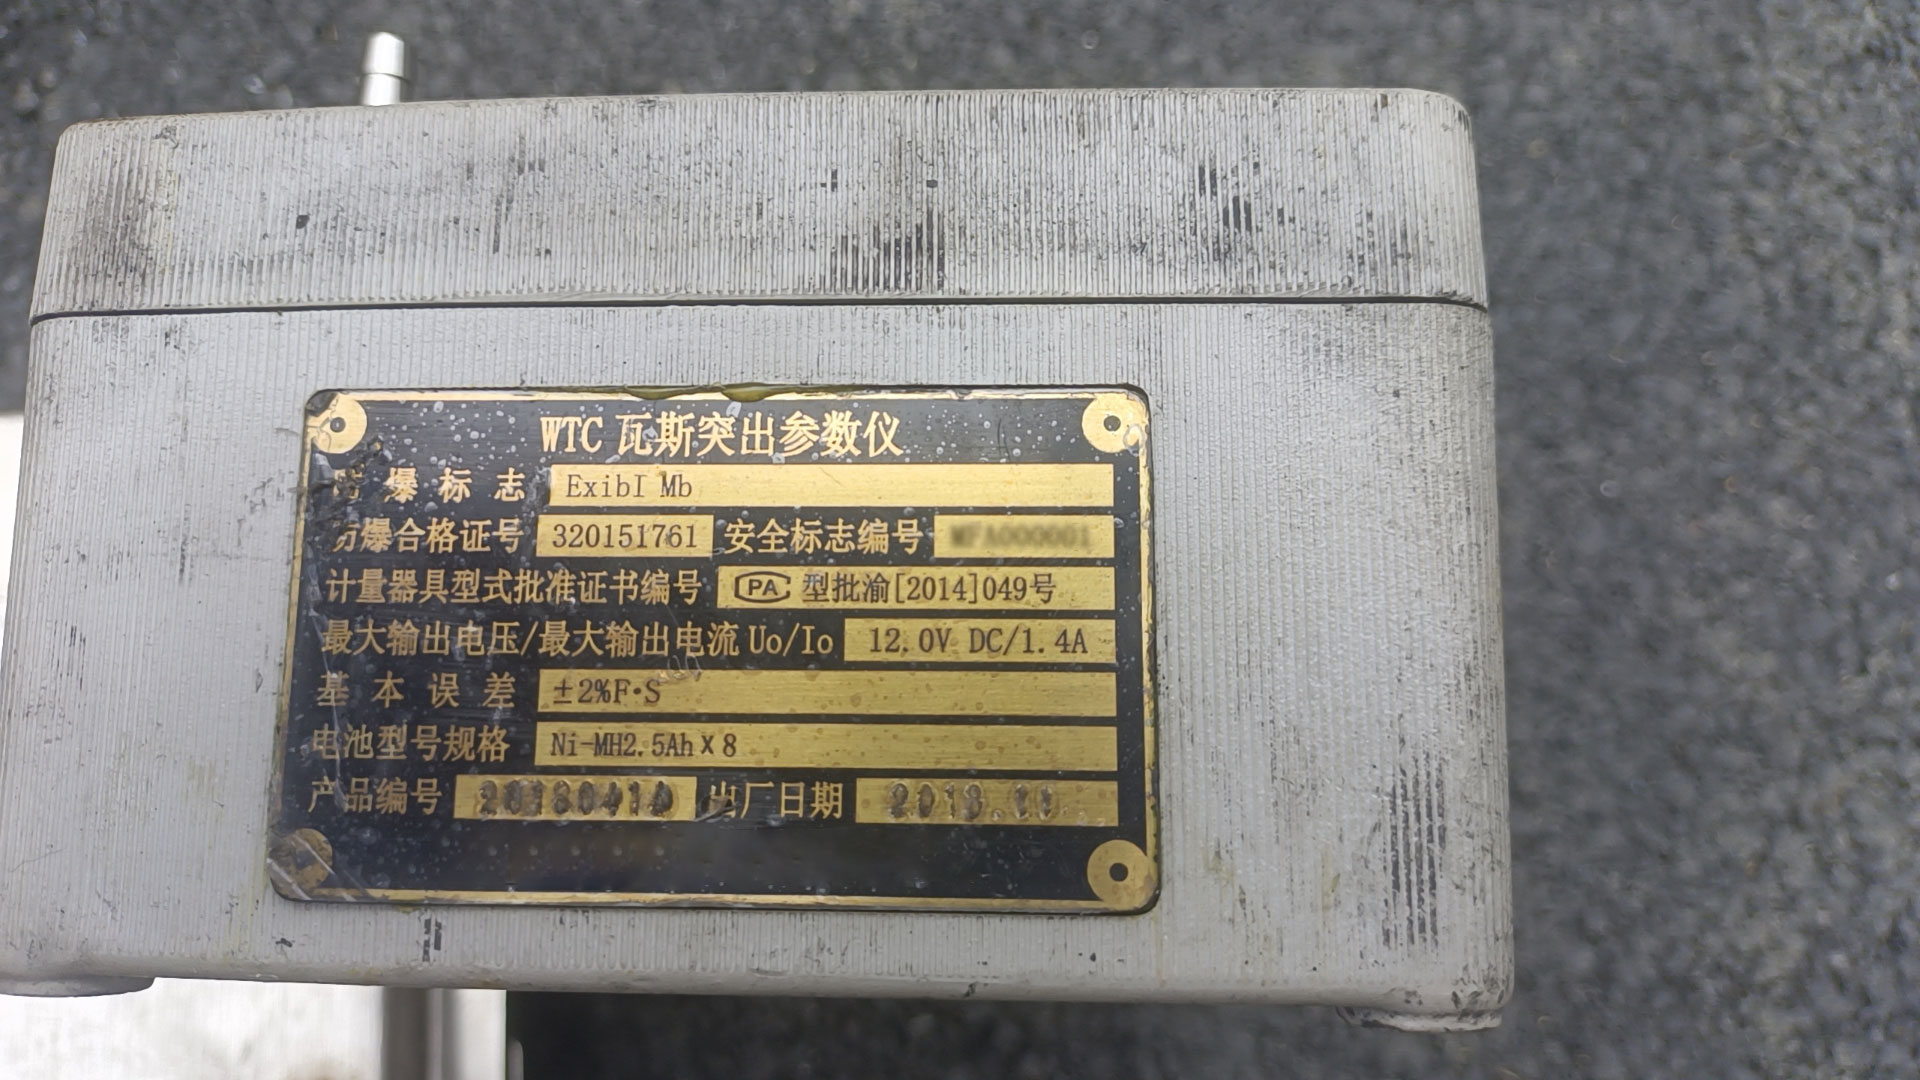 WTC 瓦斯突出参数仪
防爆标志 ExibI Mb
防爆合格证号 320151761 安全标志编号
计量器具型式批准证书编号 PA 型批渝[2014]049号
最大输出电压/最大输出电流 Uo/Io 12.0V DC/1.4A
基本误差 ±2%F·S
电池型号规格 Ni-MH2.5Ah×8
产品编号 出厂日期